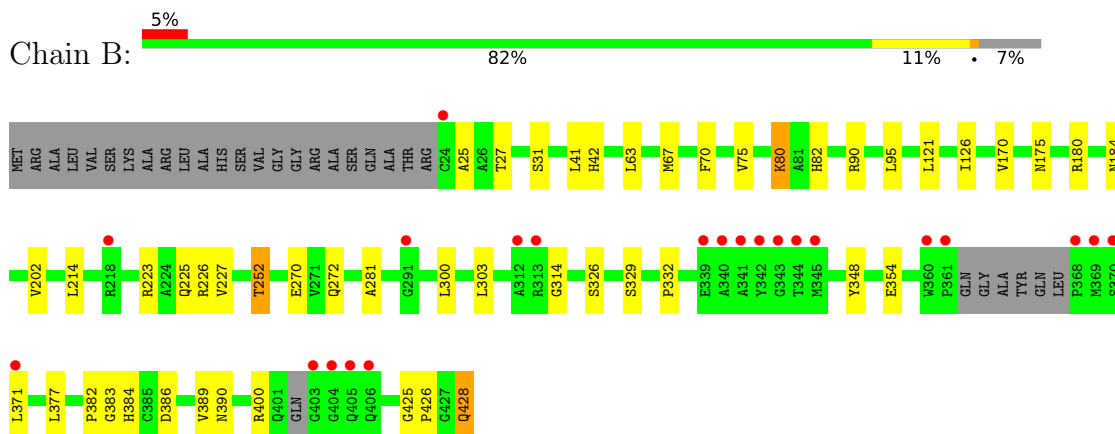 5%
Chain B:
82% 11% • 7%
MET ARG ALA LEU VAL SER LYS ALA ARG LEU ALA HIS SER VAL GLY GLY ARG ALA SER GLN ALA THR ARG C24 A25 A26 T27 S31 L41 H42 L63 M67 F70 V75 K80 A81 H82 R90 L95 L121 I126 V170 N175 R180 N184
V202 L214 R218 R223 A224 Q225 R226 V227 T252 E270 V271 Q272 A281 G291 L300 L303 A312 R313 G314 S326 S329 P332 E339 A340 A341 Y342 G343 T344 M345 Y348 E354 W360 P361 GLN GLY ALA TYR GLN LEU P368 M369 S370
L371 L377 P382 G383 H384 C385 D386 V389 N390 R400 Q401 GLN G403 G404 Q405 Q406 G425 P426 G427 Q428